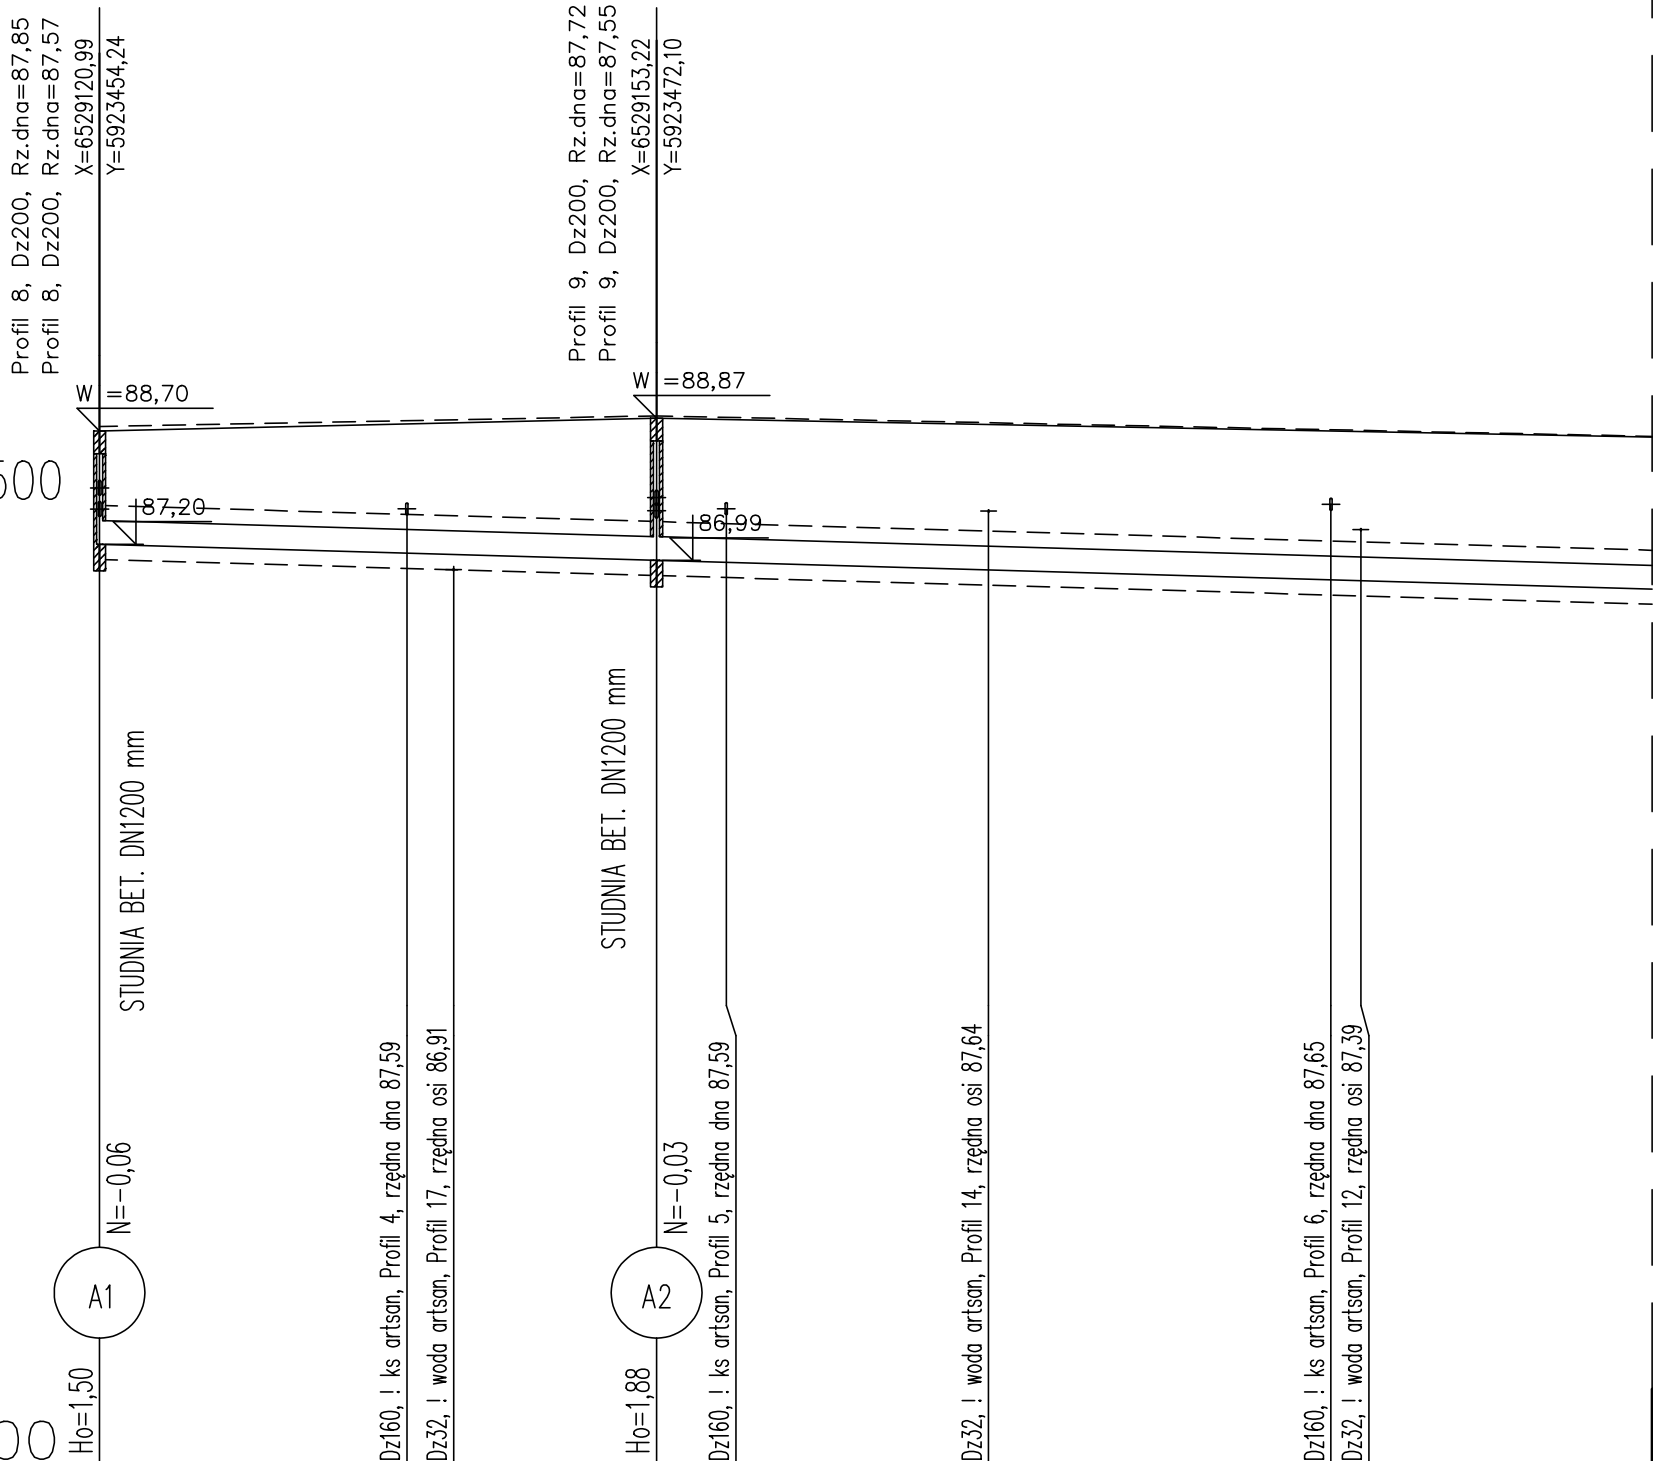 Profil 8, Dz200, Rz.dna=87,85
Profil 8, Dz200, Rz.dna=87,57
X=6529120,99
Y=5923454,24
Profil 9, Dz200, Rz.dna=87,72
Profil 9, Dz200, Rz.dna=87,55
X=6529153,22
Y=5923472,10
W =88,70
W =88,87
87,20
86,99
STUDNIA BET. DN1200 mm
STUDNIA BET. DN1200 mm
N=-0,06
N=-0,03
A1
A2
Ho=1,50
Ho=1,88
Dz160, ! ks artsan, Profil 4, rzędna dna 87,59
Dz32, ! woda artsan, Profil 17, rzędna osi 86,91
Dz160, ! ks artsan, Profil 5, rzędna dna 87,59
Dz32, ! woda artsan, Profil 14, rzędna osi 87,64
Dz160, ! ks artsan, Profil 6, rzędna dna 87,65
Dz32, ! woda artsan, Profil 12, rzędna osi 87,39